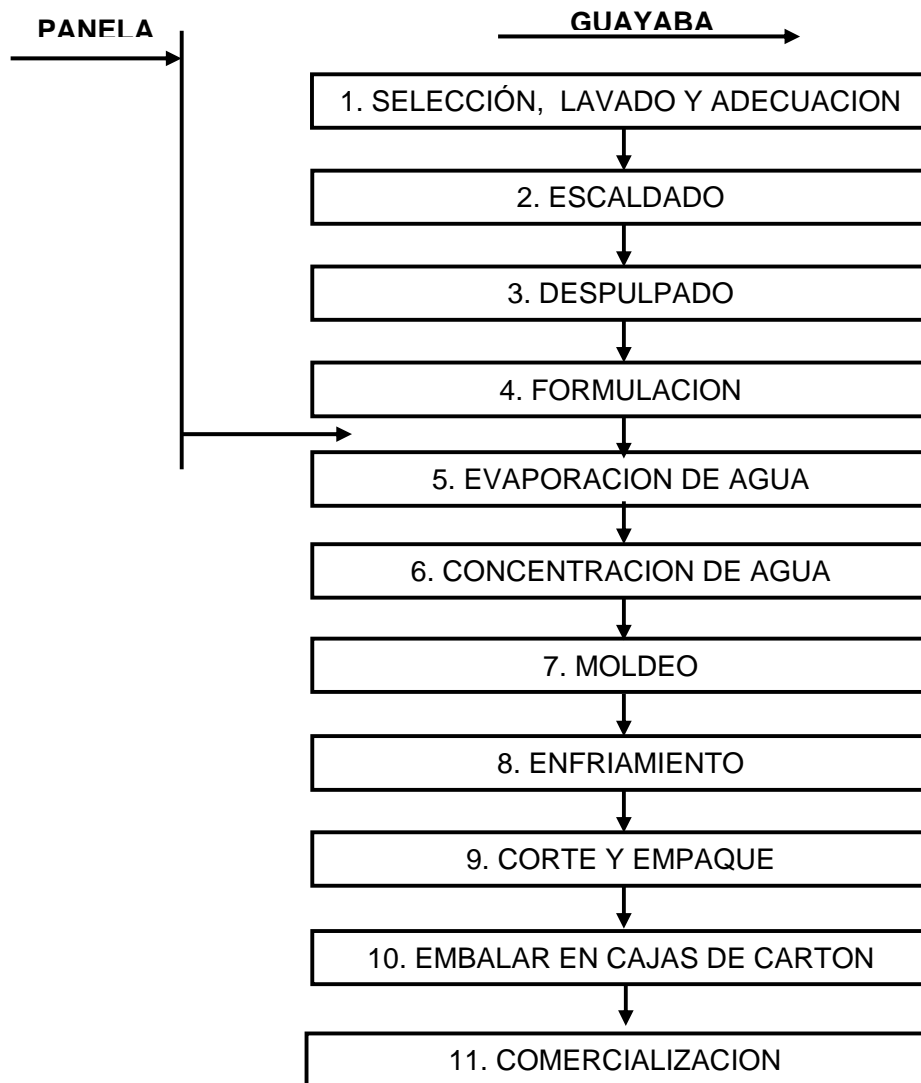 PANELA
GUAYABA
1. SELECCIÓN, LAVADO Y ADECUACION
2. ESCALDADO
3. DESPULPADO
4. FORMULACION
5. EVAPORACION DE AGUA
6. CONCENTRACION DE AGUA
7. MOLDEO
8. ENFRIAMIENTO
9. CORTE Y EMPAQUE
10. EMBALAR EN CAJAS DE CARTON
11. COMERCIALIZACION